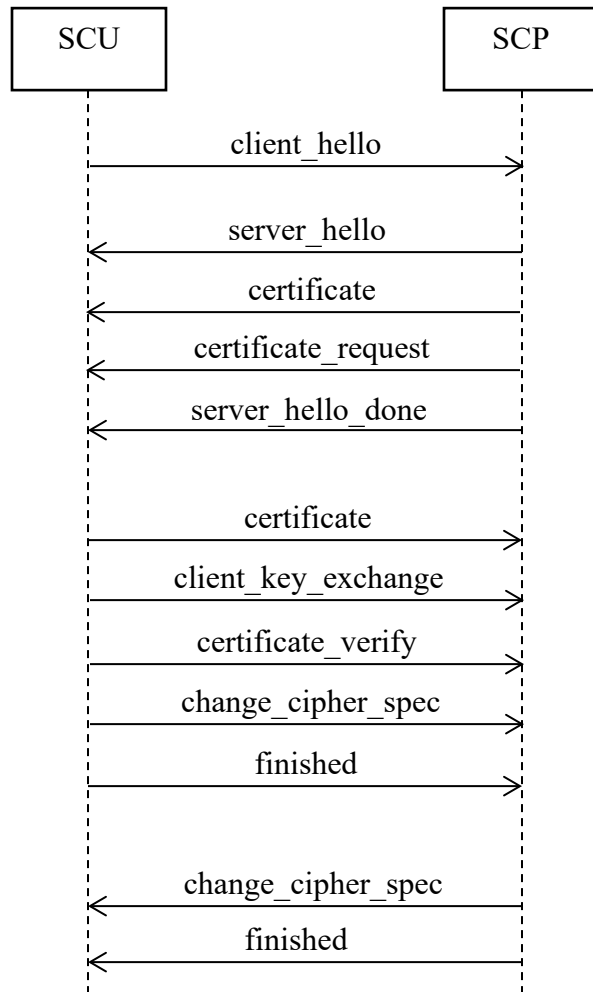 SCU
SCP
client_hello
server_hello
certificate
certificate_request
server_hello_done
certificate
client_key_exchange
certificate_verify
change_cipher_spec
finished
change_cipher_spec
finished